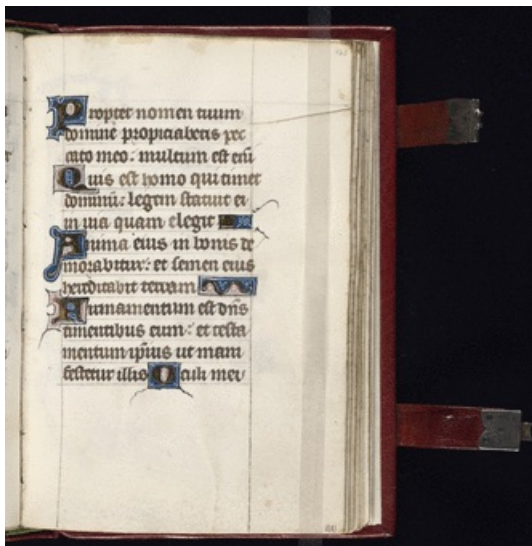 Propter nomen tuum
domine propiciaberis pec
cato meo: multum est eni
Quis est homo qui timet
dominu: legem statuit ei
in uia quam elegit
Anima eius in bonis de
morabitur: et semen eius
hereditabit terram
Firmamentum est dns
timentibus eum: et testa
mentum ipsius ut mani
festetur illis Oculi mei